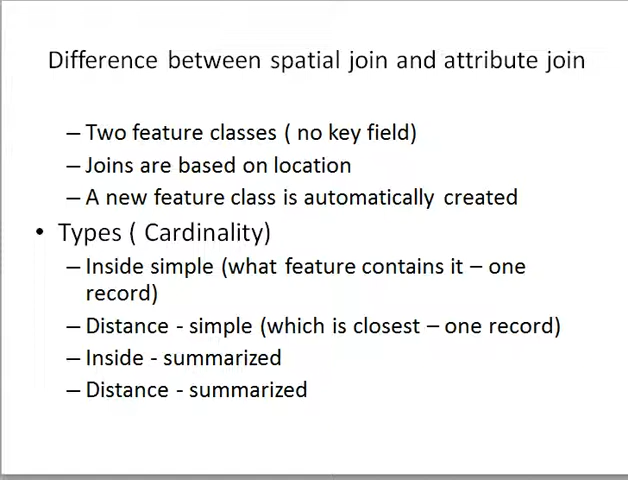 Difference between spatial join and attribute join
– Two feature classes ( no key field)
– Joins are based on location
– A new feature class is automatically created
• Types ( Cardinality)
– Inside simple (what feature contains it – one
record)
– Distance - simple (which is closest – one record)
– Inside - summarized
– Distance - summarized